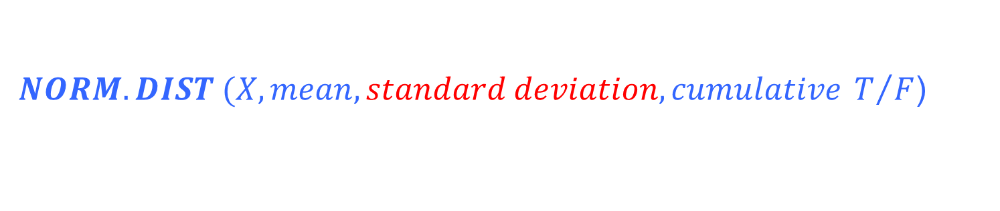 NORM.DIST (X, mean, standard deviation, cumulative T/F)